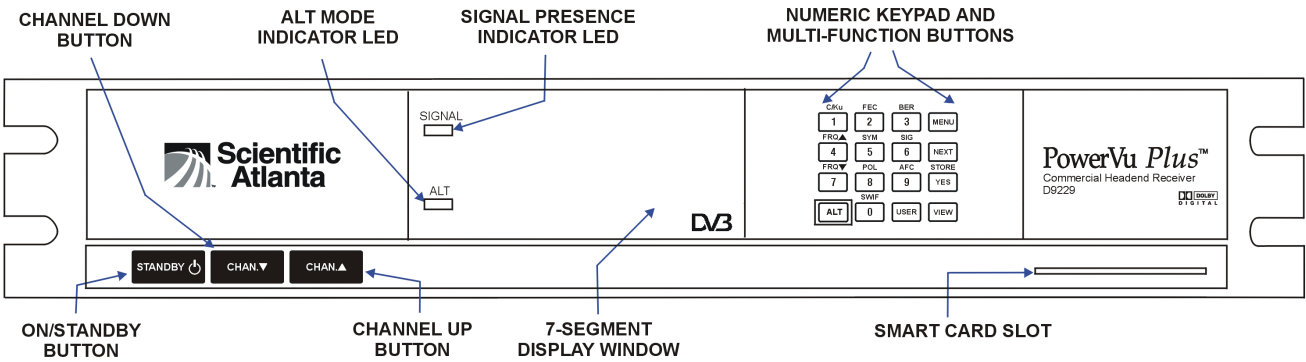 CHANNEL DOWN
BUTTON
ALT MODE
INDICATOR LED
SIGNAL PRESENCE
INDICATOR LED
NUMERIC KEYPAD AND
MULTI-FUNCTION BUTTONS
SIGNAL
ALT
Scientific
Atlanta
DVB
C/Ku FEC BER
1 2 3 MENU
FRQ▲ SYM SIG
4 5 6 NEXT
FRQ▼ POL AFC STORE
7 8 9 YES
SWIF
ALT 0 USER VIEW
PowerVu Plus™
Commercial Headend Receiver
D9229
DOLBY
DIGITAL
STANDBY CHAN.▼ CHAN.▲
ON/STANDBY
BUTTON
CHANNEL UP
BUTTON
7-SEGMENT
DISPLAY WINDOW
SMART CARD SLOT